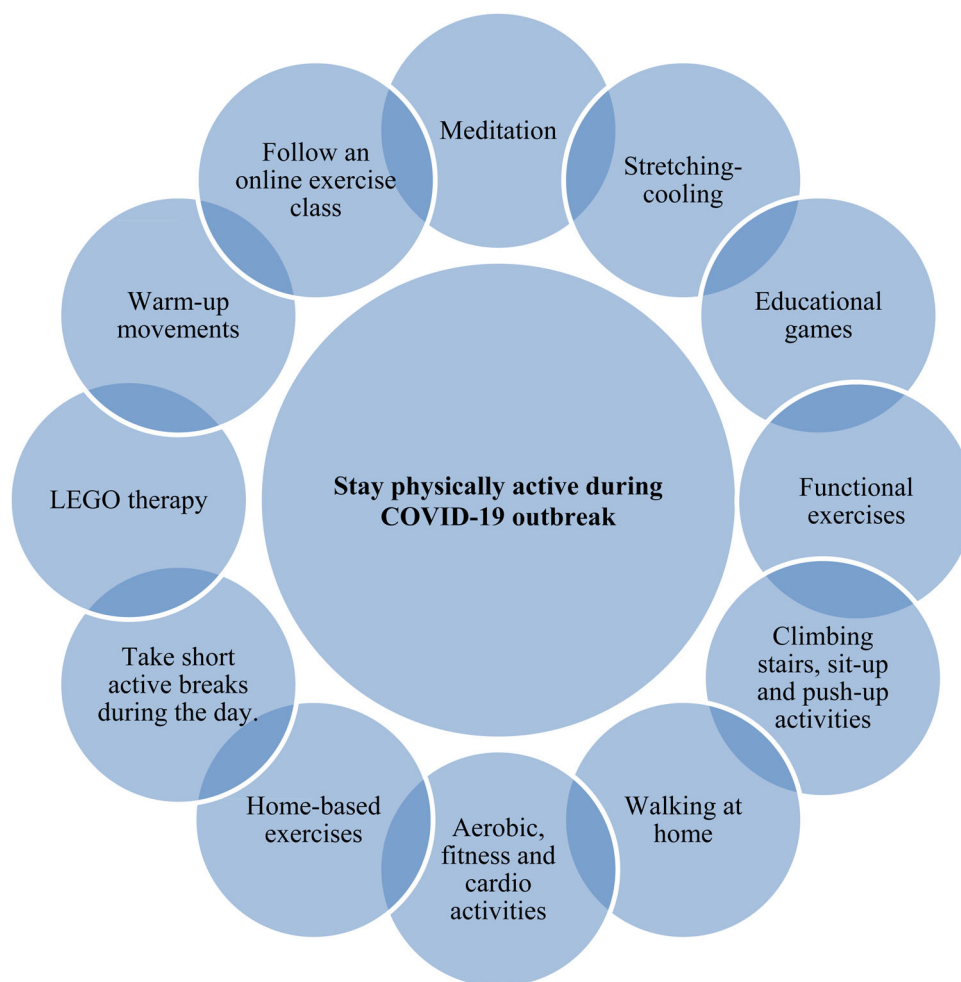 Meditation
Stretching-
cooling
Educational
games
Functional
exercises
Climbing
stairs, sit-up
and push-up
activities
Walking at
home
Aerobic,
fitness and
cardio
activities
Home-based
exercises
Take short
active breaks
during the day.
LEGO therapy
Warm-up
movements
Follow an
online exercise
class
Stay physically active during
COVID-19 outbreak